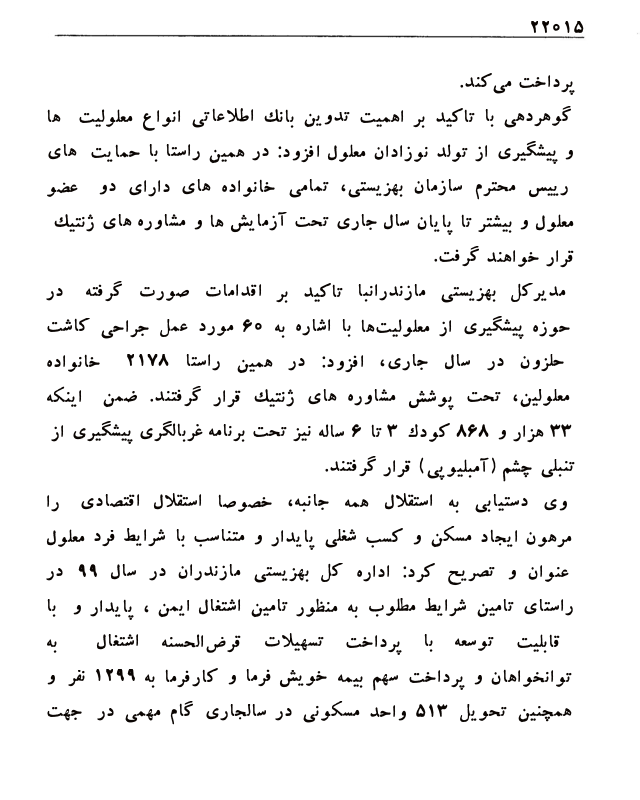 ۲۲۰۱۵
پرداخت می‌کند.
گوهردهی با تاکید بر اهمیت تدوین بانك اطلاعاتی انواع معلولیت ها
و پیشگیری از تولد نوزادان معلول افزود: در همین راستا با حمایت های
رییس محترم سازمان بهزیستی، تمامی خانواده های دارای دو عضو
معلول و بیشتر تا پایان سال جاری تحت آزمایش ها و مشاوره های ژنتیك
قرار خواهند گرفت.
مدیرکل بهزیستی مازندرانبا تاکید بر اقدامات صورت گرفته در
حوزه پیشگیری از معلولیت‌ها با اشاره به ۶۰ مورد عمل جراحی کاشت
حلزون در سال جاری، افزود: در همین راستا ۲۱۷۸ خانواده
معلولین، تحت پوشش مشاوره های ژنتیك قرار گرفتند. ضمن اینکه
۳۳ هزار و ۸۶۸ کودك ۳ تا ۶ ساله نیز تحت برنامه غربالگری پیشگیری از
تنبلی چشم (آمبلیوپی) قرار گرفتند.
وی دستیابی به استقلال همه جانبه، خصوصا استقلال اقتصادی را
مرهون ایجاد مسکن و کسب شغلی پایدار و متناسب با شرایط فرد معلول
عنوان و تصریح کرد: اداره کل بهزیستی مازندران در سال ۹۹ در
راستای تامین شرایط مطلوب به منظور تامین اشتغال ایمن ، پایدار و با
قابلیت توسعه با پرداخت تسهیلات قرض‌الحسنه اشتغال به
توانخواهان و پرداخت سهم بیمه خویش فرما و کارفرما به ۱۲۹۹ نفر و
همچنین تحویل ۵۱۳ واحد مسکونی در سالجاری گام مهمی در جهت